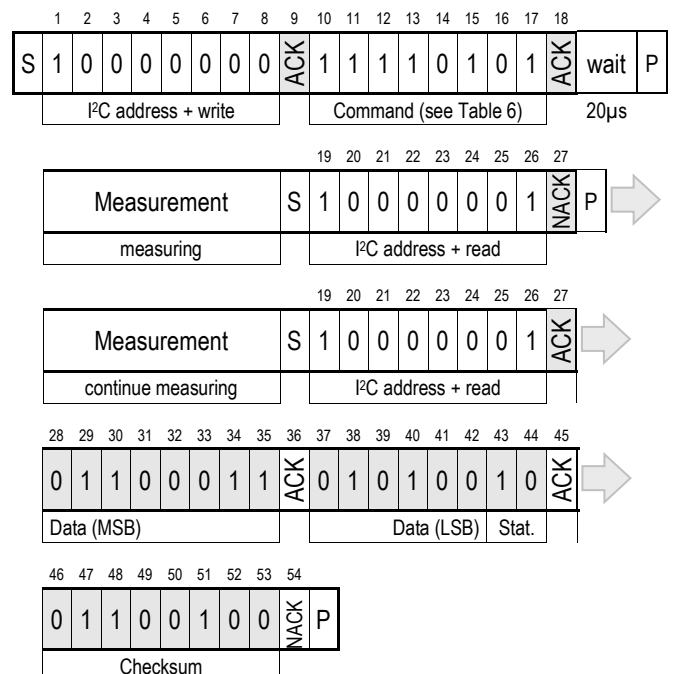 1 2 3 4 5 6 7 8 9 10 11 12 13 14 15 16 17 18
S 1 0 0 0 0 0 0 0 ACK 1 1 1 1 0 1 0 1 ACK wait P
I²C address + write Command (see Table 6) 20µs
19 20 21 22 23 24 25 26 27
Measurement S 1 0 0 0 0 0 0 1 NACK P
measuring I²C address + read
19 20 21 22 23 24 25 26 27
Measurement S 1 0 0 0 0 0 0 1 ACK
continue measuring I²C address + read
28 29 30 31 32 33 34 35 36 37 38 39 40 41 42 43 44 45
0 1 1 0 0 0 1 1 ACK 0 1 0 1 0 0 1 0 ACK
Data (MSB) Data (LSB) Stat.
46 47 48 49 50 51 52 53 54
0 1 1 0 0 1 0 0 NACK P
Checksum